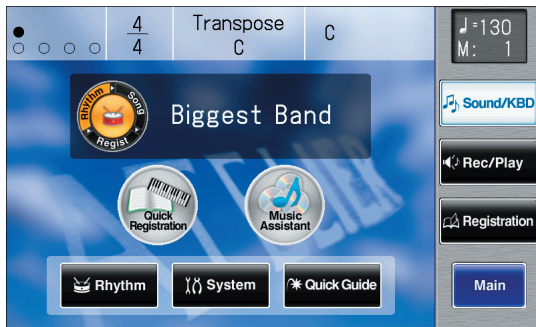 4
4
Transpose
C
C
♩=130
M: 1
Rhythm
Song
Regist
Biggest Band
Sound/KBD
Rec/Play
Registration
Quick
Registration
Music
Assistant
Rhythm
System
Quick Guide
Main